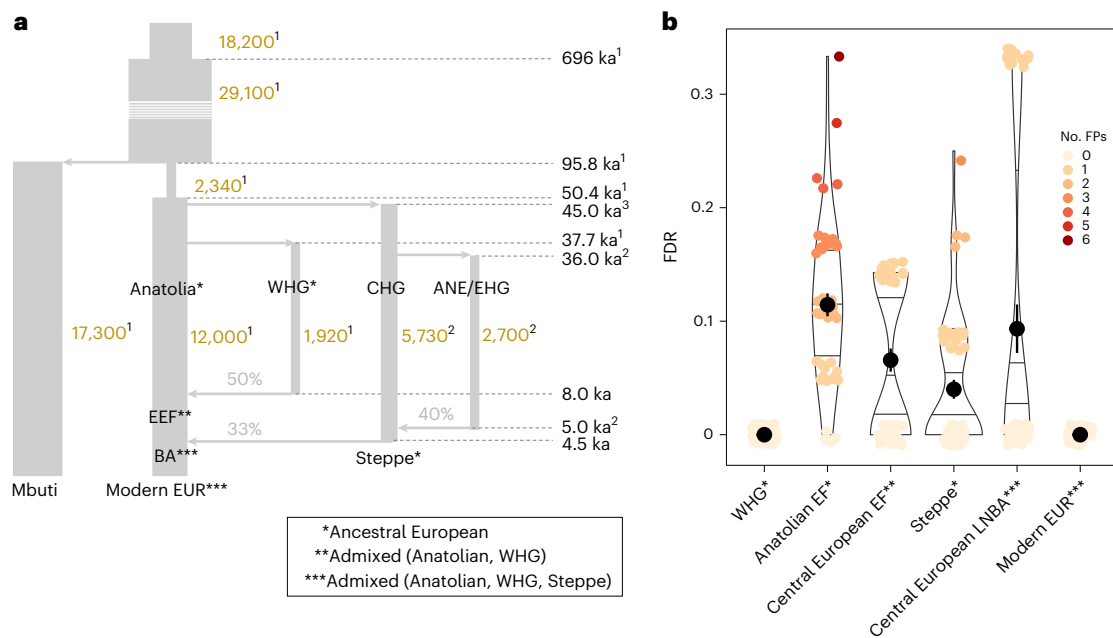 a
18,200¹
696 ka¹
29,100¹
95.8 ka¹
2,340¹
50.4 ka¹
45.0 ka³
37.7 ka¹
36.0 ka²
Anatolia*
WHG*
CHG
ANE/EHG
17,300¹
12,000¹
1,920¹
5,730²
2,700²
50%
8.0 ka
EEF**
40%
5.0 ka²
33%
4.5 ka
BA***
Steppe*
Mbuti
Modern EUR***
*Ancestral European
**Admixed (Anatolian, WHG)
***Admixed (Anatolian, WHG, Steppe)
b
FDR
0.3
0.2
0.1
0
No. FPs
0
1
2
3
4
5
6
WHG*
Anatolian EF*
Central European EF**
Steppe*
Central European LNBA***
Modern EUR***